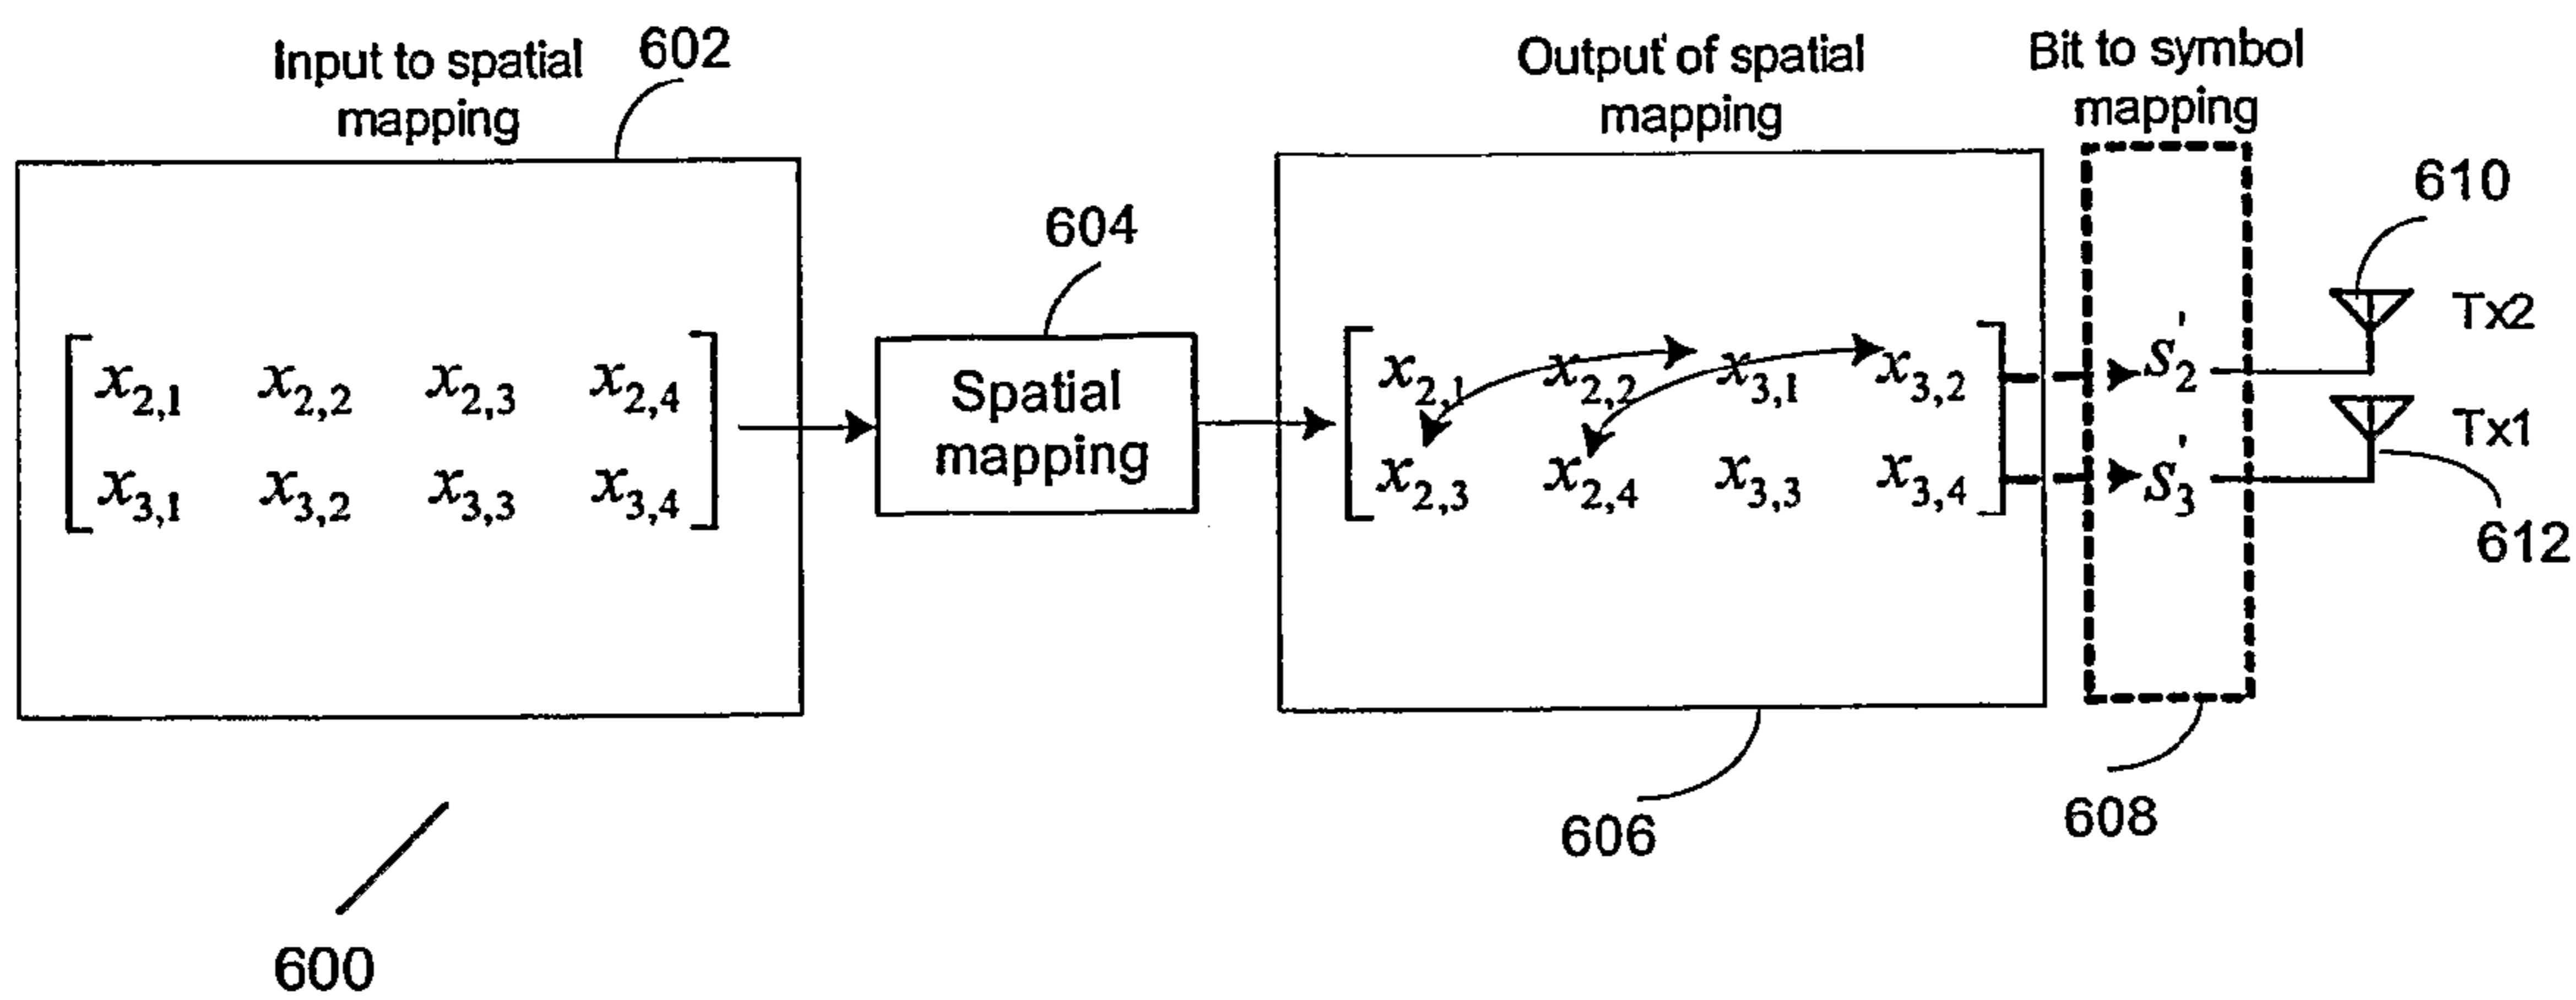 Input to spatial
mapping
602
Output of spatial
mapping
Bit to symbol
mapping
610
604
Tx2
x2,1 x2,2 x2,3 x2,4
x3,1 x3,2 x3,3 x3,4
Spatial
mapping
x2,1 x2,2 x3,1 x3,2
x2,3 x2,4 x3,3 x3,4
S'2
S'3
Tx1
612
606
608
600